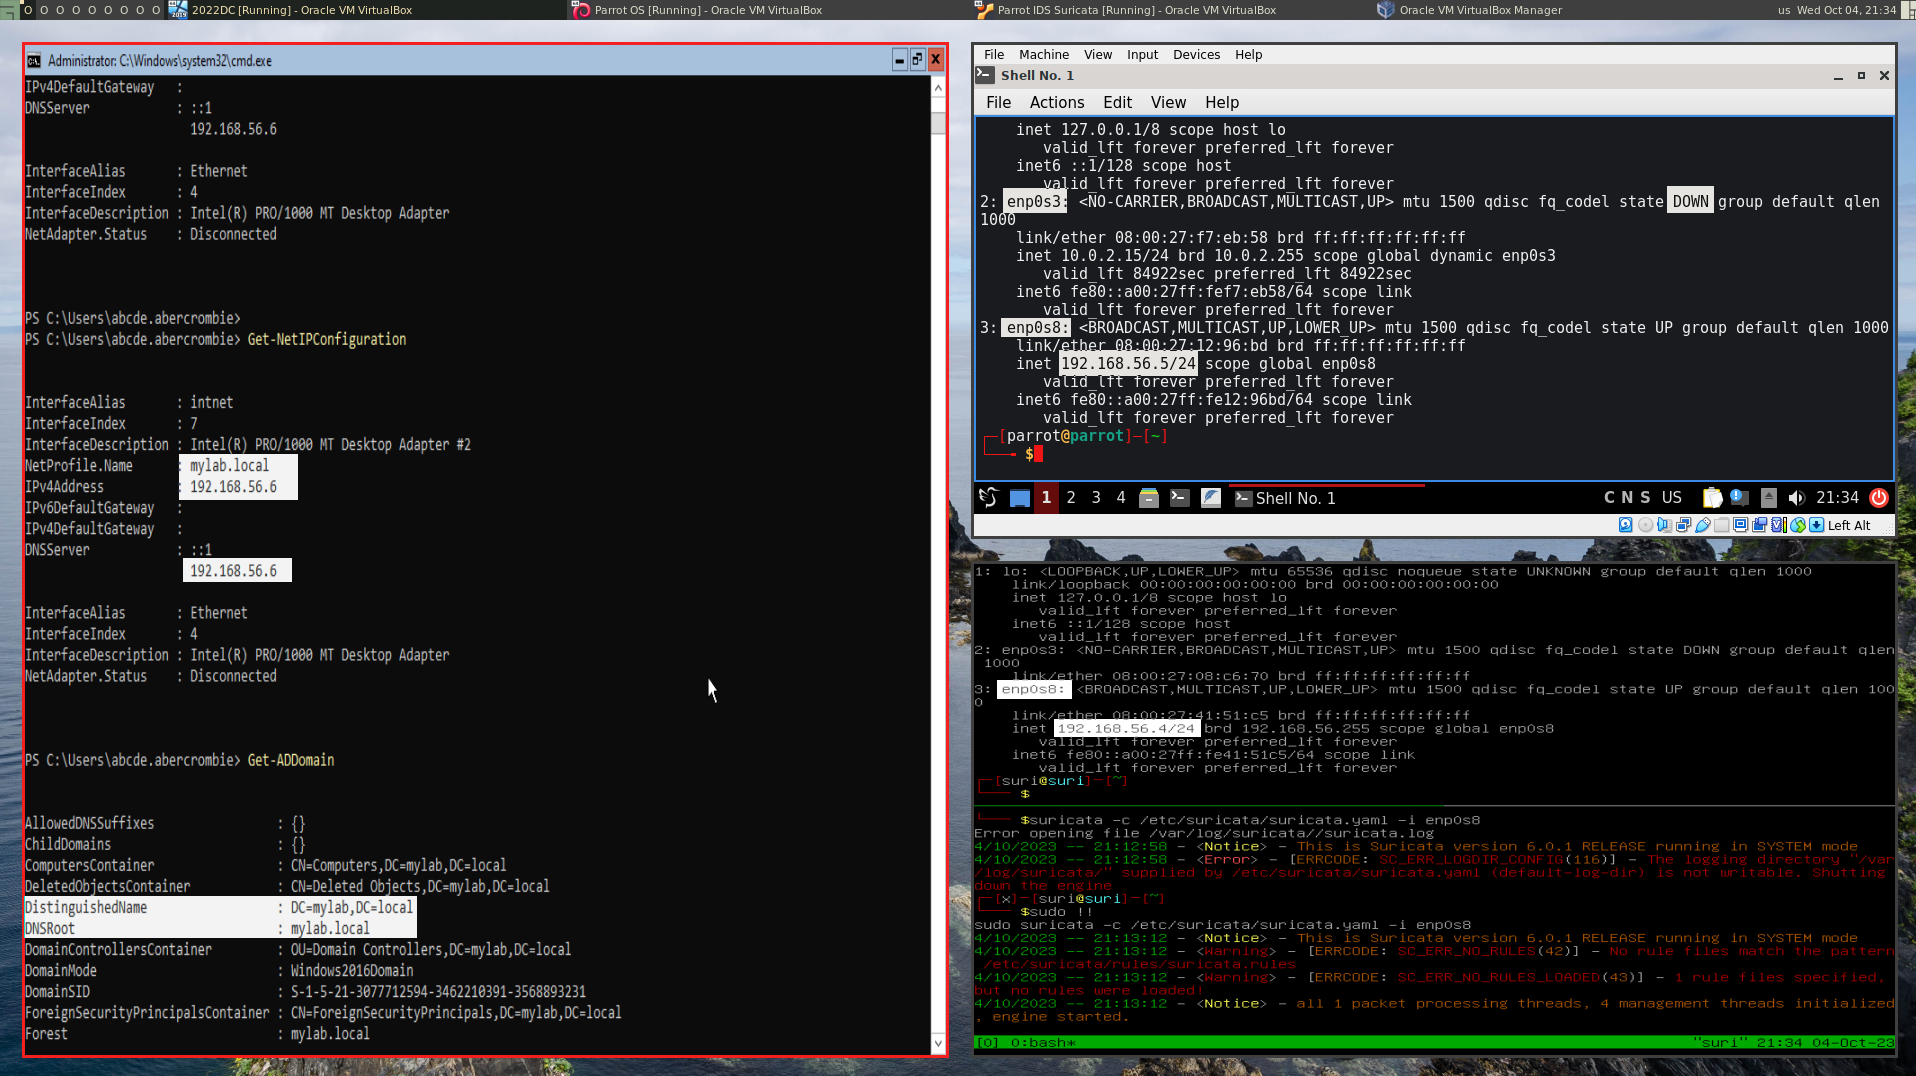 2022DC [Running] - Oracle VM VirtualBox
Parrot OS [Running] - Oracle VM VirtualBox
Parrot IDS Suricata [Running] - Oracle VM VirtualBox
Oracle VM VirtualBox Manager
us Wed Oct 04, 21:34
Administrator: C:\Windows\system32\cmd.exe
IPv4DefaultGateway :
DNSServer : ::1
192.168.56.6
InterfaceAlias : Ethernet
InterfaceIndex : 4
InterfaceDescription : Intel(R) PRO/1000 MT Desktop Adapter
NetAdapter.Status : Disconnected
PS C:\Users\abcde.abercrombie>
PS C:\Users\abcde.abercrombie> Get-NetIPConfiguration
InterfaceAlias : intnet
InterfaceIndex : 7
InterfaceDescription : Intel(R) PRO/1000 MT Desktop Adapter #2
NetProfile.Name : mylab.local
IPv4Address : 192.168.56.6
IPv6DefaultGateway :
IPv4DefaultGateway :
DNSServer : ::1
192.168.56.6
InterfaceAlias : Ethernet
InterfaceIndex : 4
InterfaceDescription : Intel(R) PRO/1000 MT Desktop Adapter
NetAdapter.Status : Disconnected
PS C:\Users\abcde.abercrombie> Get-ADDomain
AllowedDNSSuffixes : {}
ChildDomains : {}
ComputersContainer : CN=Computers,DC=mylab,DC=local
DeletedObjectsContainer : CN=Deleted Objects,DC=mylab,DC=local
DistinguishedName : DC=mylab,DC=local
DNSRoot : mylab.local
DomainControllersContainer : OU=Domain Controllers,DC=mylab,DC=local
DomainMode : Windows2016Domain
DomainSID : S-1-5-21-3077712594-3462210391-3568893231
ForeignSecurityPrincipalsContainer : CN=ForeignSecurityPrincipals,DC=mylab,DC=local
Forest : mylab.local
File Machine View Input Devices Help
Shell No. 1
File Actions Edit View Help
inet 127.0.0.1/8 scope host lo
valid_lft forever preferred_lft forever
inet6 ::1/128 scope host
valid_lft forever preferred_lft forever
2: enp0s3: <NO-CARRIER,BROADCAST,MULTICAST,UP> mtu 1500 qdisc fq_codel state DOWN group default qlen
1000
link/ether 08:00:27:f7:eb:58 brd ff:ff:ff:ff:ff:ff
inet 10.0.2.15/24 brd 10.0.2.255 scope global dynamic enp0s3
valid_lft 84922sec preferred_lft 84922sec
inet6 fe80::a00:27ff:fef7:eb58/64 scope link
valid_lft forever preferred_lft forever
3: enp0s8: <BROADCAST,MULTICAST,UP,LOWER_UP> mtu 1500 qdisc fq_codel state UP group default qlen 1000
link/ether 08:00:27:12:96:bd brd ff:ff:ff:ff:ff:ff
inet 192.168.56.5/24 scope global enp0s8
valid_lft forever preferred_lft forever
inet6 fe80::a00:27ff:fe12:96bd/64 scope link
valid_lft forever preferred_lft forever
┌─[parrot@parrot]─[~]
└──╼ $
1 2 3 4 Shell No. 1 C N S US 21:34
Left Alt
1: lo: <LOOPBACK,UP,LOWER_UP> mtu 65536 qdisc noqueue state UNKNOWN group default qlen 1000
link/loopback 00:00:00:00:00:00 brd 00:00:00:00:00:00
inet 127.0.0.1/8 scope host lo
valid_lft forever preferred_lft forever
inet6 ::1/128 scope host
valid_lft forever preferred_lft forever
2: enp0s3: <NO-CARRIER,BROADCAST,MULTICAST,UP> mtu 1500 qdisc fq_codel state DOWN group default qlen
1000
link/ether 08:00:27:08:c6:70 brd ff:ff:ff:ff:ff:ff
3: enp0s8: <BROADCAST,MULTICAST,UP,LOWER_UP> mtu 1500 qdisc fq_codel state UP group default qlen 100
0
link/ether 08:00:27:41:51:c5 brd ff:ff:ff:ff:ff:ff
inet 192.168.56.4/24 brd 192.168.56.255 scope global enp0s8
valid_lft forever preferred_lft forever
inet6 fe80::a00:27ff:fe41:51c5/64 scope link
valid_lft forever preferred_lft forever
┌─[suri@suri]─[~]
└──╼ $
└──╼ $suricata -c /etc/suricata/suricata.yaml -i enp0s8
Error opening file /var/log/suricata//suricata.log
4/10/2023 -- 21:12:58 - <Notice> - This is Suricata version 6.0.1 RELEASE running in SYSTEM mode
4/10/2023 -- 21:12:58 - <Error> - [ERRCODE: SC_ERR_LOGDIR_CONFIG(116)] - The logging directory "/var
/log/suricata/" supplied by /etc/suricata/suricata.yaml (default-log-dir) is not writable. Shutting
down the engine
┌─[x]─[suri@suri]─[~]
└──╼ $sudo !!
sudo suricata -c /etc/suricata/suricata.yaml -i enp0s8
4/10/2023 -- 21:13:12 - <Notice> - This is Suricata version 6.0.1 RELEASE running in SYSTEM mode
4/10/2023 -- 21:13:12 - <Warning> - [ERRCODE: SC_ERR_NO_RULES(42)] - No rule files match the pattern
/etc/suricata/rules/suricata.rules
4/10/2023 -- 21:13:12 - <Warning> - [ERRCODE: SC_ERR_NO_RULES_LOADED(43)] - 1 rule files specified,
but no rules were loaded!
4/10/2023 -- 21:13:12 - <Notice> - all 1 packet processing threads, 4 management threads initialized
, engine started.
[0] 0:bash* "suri" 21:34 04-Oct-23